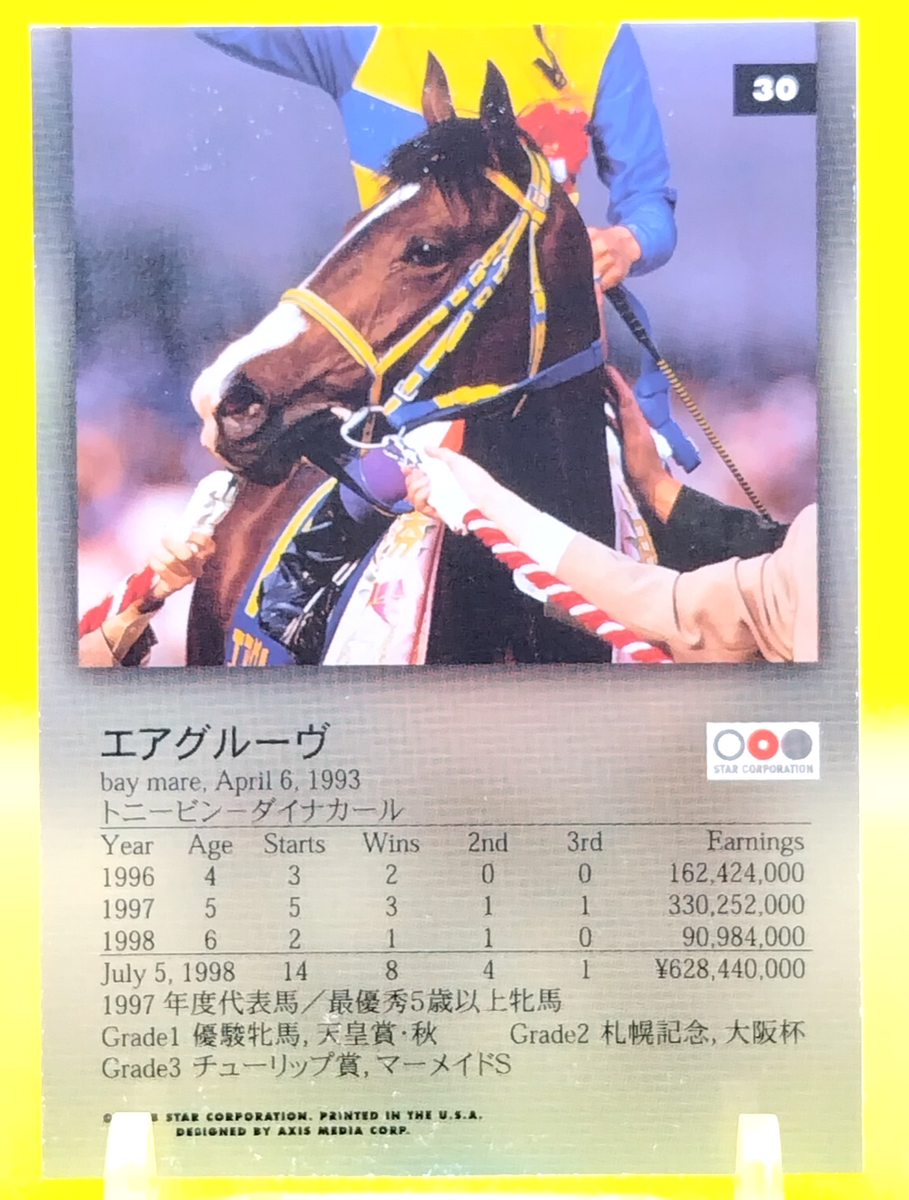 30
エアグルーヴ
STAR CORPORATION
bay mare, April 6, 1993
トニービン－ダイナカール
Year Age Starts Wins 2nd 3rd Earnings
1996 4 3 2 0 0 162,424,000
1997 5 5 3 1 1 330,252,000
1998 6 2 1 1 0 90,984,000
July 5, 1998 14 8 4 1 ¥628,440,000
1997 年度代表馬／最優秀5歳以上牝馬
Grade1 優駿牝馬, 天皇賞・秋 Grade2 札幌記念, 大阪杯
Grade3 チューリップ賞, マーメイドS
© STAR CORPORATION. PRINTED IN THE U.S.A.
DESIGNED BY AXIS MEDIA CORP.